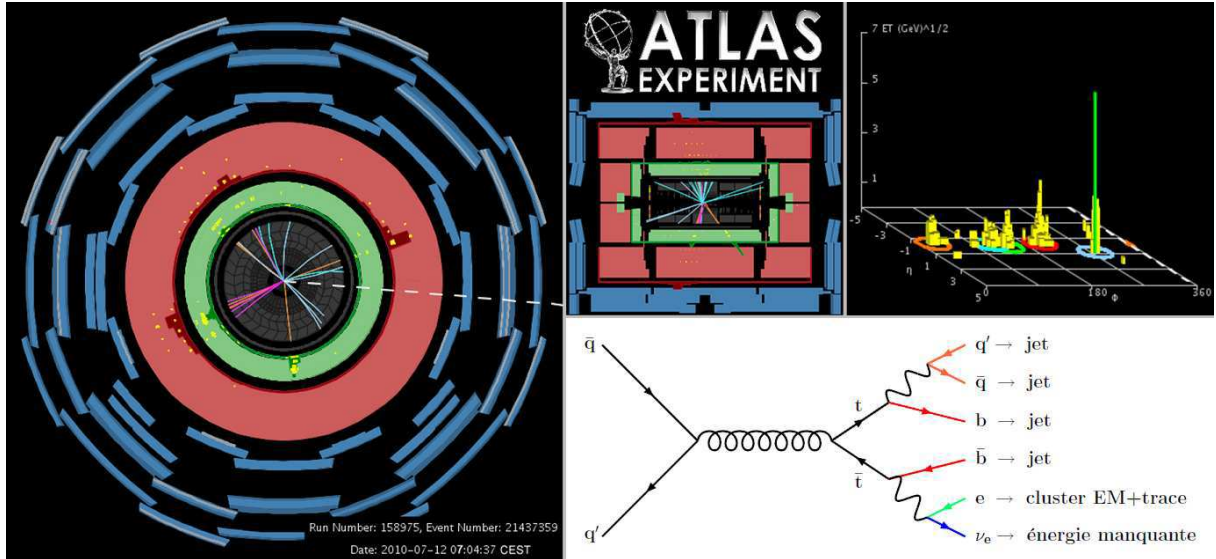 ATLAS
EXPERIMENT
Run Number: 158975, Event Number: 21437359
Date: 2010-07-12 07:04:37 CEST
7 ET (GeV)^1/2
5
3
1
-5
-3
-1
η
1
3
5
0
180
Φ
360
q̄
q′
t
t̄
q′ → jet
q̄ → jet
b → jet
b̄ → jet
e → cluster EM+trace
νₑ → énergie manquante